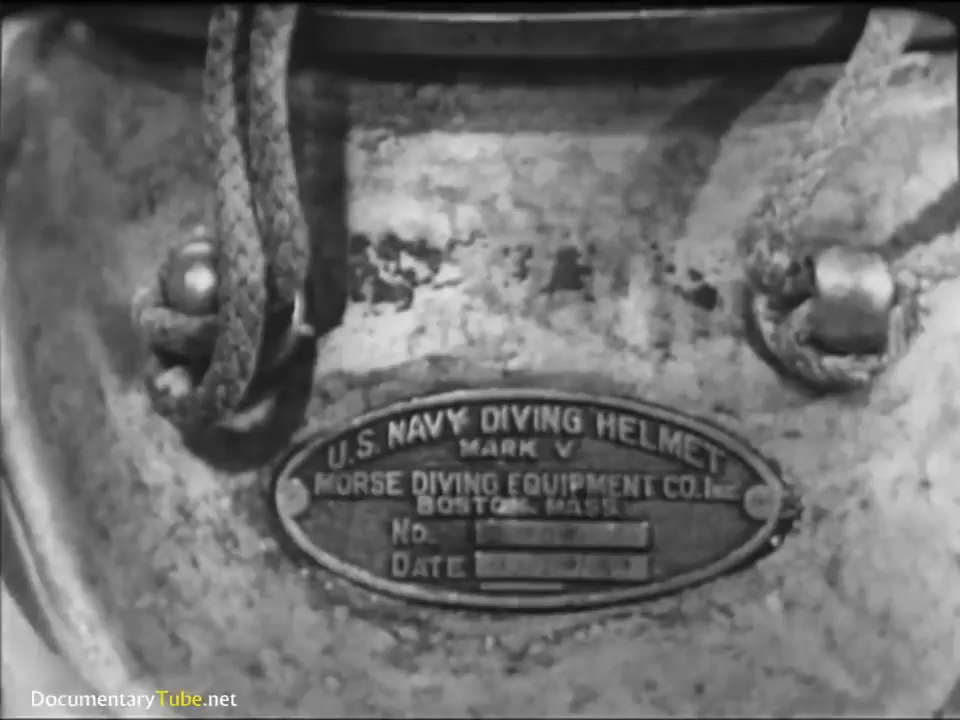 U.S. NAVY DIVING HELMET
MARK V
MORSE DIVING EQUIPMENT CO. INC
BOSTON, MASS.
NO.
DATE
DocumentaryTube.net